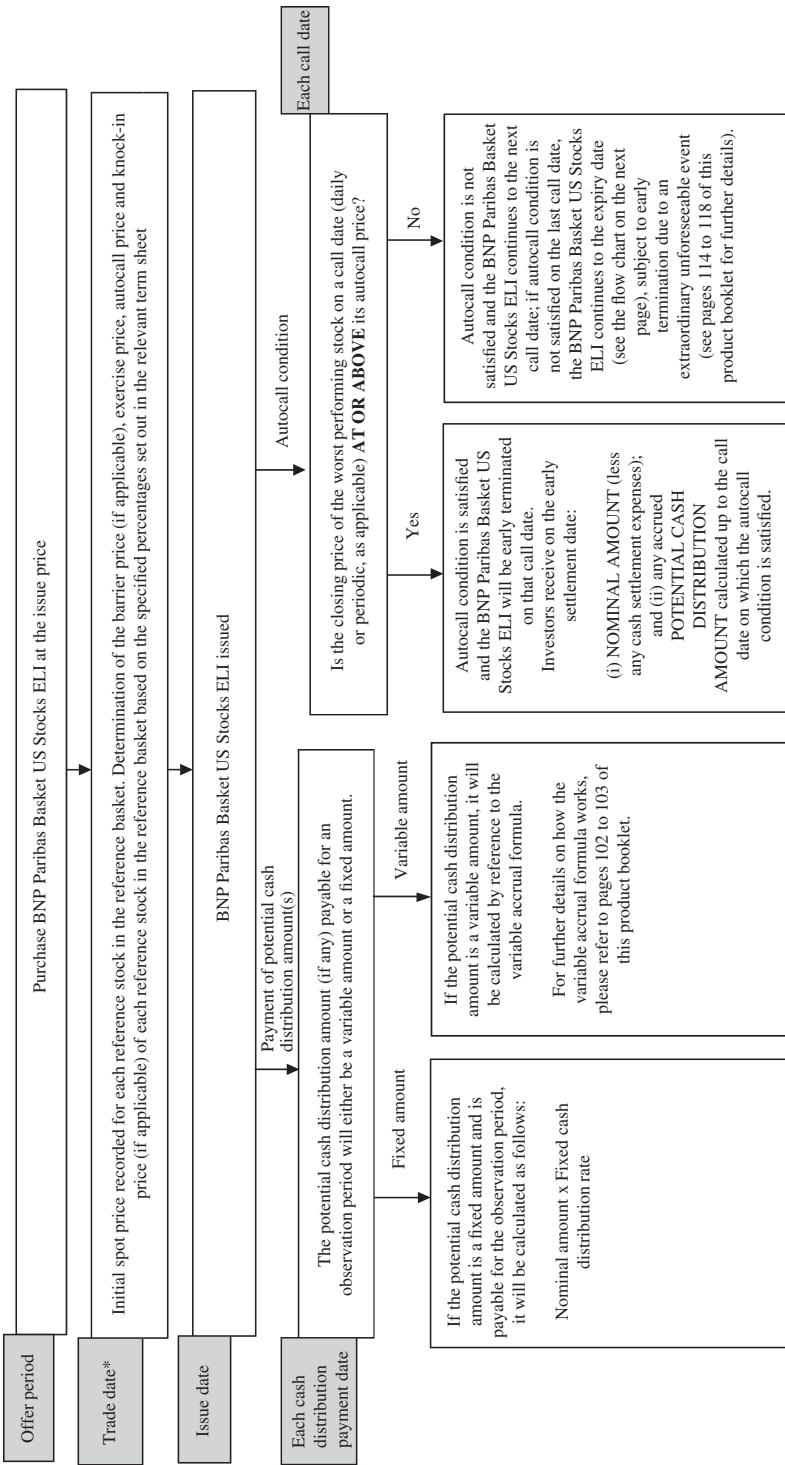 Offer period
Purchase BNP Paribas Basket US Stocks ELI at the issue price
Trade date*
Initial spot price recorded for each reference stock in the reference basket. Determination of the barrier price (if applicable), exercise price, autocall price and knock-in
price (if applicable) of each reference stock in the reference basket based on the specified percentages set out in the relevant term sheet
Issue date
BNP Paribas Basket US Stocks ELI issued
Payment of potential cash
distribution amount(s)
Autocall condition
Each cash
distribution
payment date
The potential cash distribution amount (if any) payable for an
observation period will either be a variable amount or a fixed amount.
Each call date
Is the closing price of the worst performing stock on a call date (daily
or periodic, as applicable) AT OR ABOVE its autocall price?
Fixed amount
Variable amount
Yes
No
If the potential cash distribution
amount is a fixed amount and is
payable for the observation period,
it will be calculated as follows:
Nominal amount x Fixed cash
distribution rate
If the potential cash distribution
amount is a variable amount, it will
be calculated by reference to the
variable accrual formula.
For further details on how the
variable accrual formula works,
please refer to pages 102 to 103 of
this product booklet.
Autocall condition is satisfied
and the BNP Paribas Basket US
Stocks ELI will be early terminated
on that call date.
Investors receive on the early
settlement date:
(i) NOMINAL AMOUNT (less
any cash settlement expenses);
and (ii) any accrued
POTENTIAL CASH
DISTRIBUTION
AMOUNT calculated up to the call
date on which the autocall
condition is satisfied.
Autocall condition is not
satisfied and the BNP Paribas Basket
US Stocks ELI continues to the next
call date; if autocall condition is
not satisfied on the last call date,
the BNP Paribas Basket US Stocks
ELI continues to the expiry date
(see the flow chart on the next
page), subject to early
termination due to an
extraordinary unforeseeable event
(see pages 114 to 118 of this
product booklet for further details).